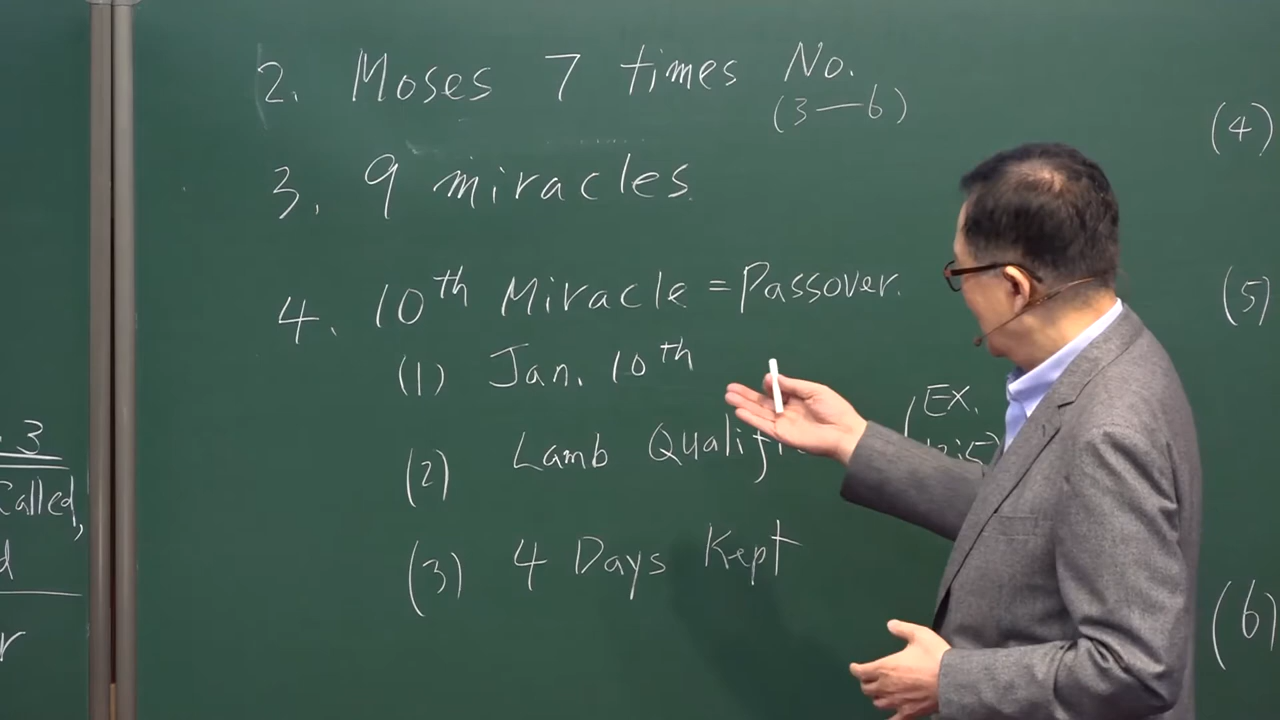 2. Moses 7 times No.
(3—6)
3. 9 miracles.
4. 10th Miracle = Passover.
(1) Jan. 10th
(2) Lamb (Ex.
(3) 4 Days Kept
3
Called,
(4)
(5)
(6)